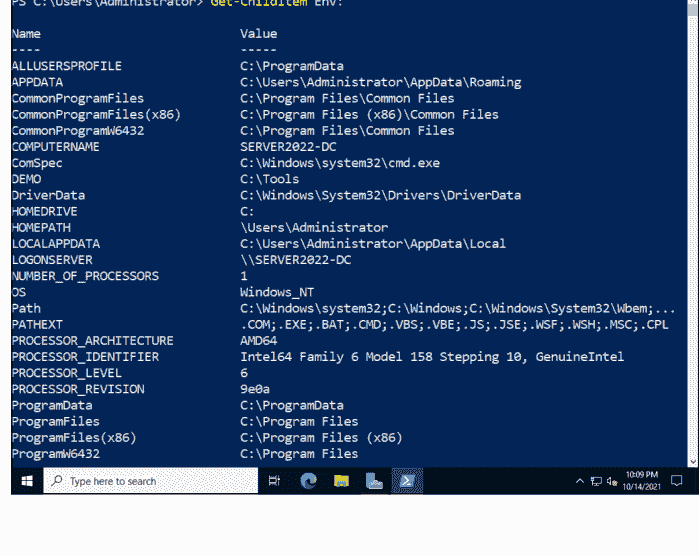 PS C:\Users\Administrator> Get-ChildItem Env:
Name Value
---- -----
ALLUSERSPROFILE C:\ProgramData
APPDATA C:\Users\Administrator\AppData\Roaming
CommonProgramFiles C:\Program Files\Common Files
CommonProgramFiles(x86) C:\Program Files (x86)\Common Files
CommonProgramW6432 C:\Program Files\Common Files
COMPUTERNAME SERVER2022-DC
ComSpec C:\Windows\system32\cmd.exe
DEMO C:\Tools
DriverData C:\Windows\System32\Drivers\DriverData
HOMEDRIVE C:
HOMEPATH \Users\Administrator
LOCALAPPDATA C:\Users\Administrator\AppData\Local
LOGONSERVER \\SERVER2022-DC
NUMBER_OF_PROCESSORS 1
OS Windows_NT
Path C:\Windows\system32;C:\Windows;C:\Windows\System32\Wbem;...
PATHEXT .COM;.EXE;.BAT;.CMD;.VBS;.VBE;.JS;.JSE;.WSF;.WSH;.MSC;.CPL
PROCESSOR_ARCHITECTURE AMD64
PROCESSOR_IDENTIFIER Intel64 Family 6 Model 158 Stepping 10, GenuineIntel
PROCESSOR_LEVEL 6
PROCESSOR_REVISION 9e0a
ProgramData C:\ProgramData
ProgramFiles C:\Program Files
ProgramFiles(x86) C:\Program Files (x86)
ProgramW6432 C:\Program Files
Type here to search
10:09 PM
10/14/2021